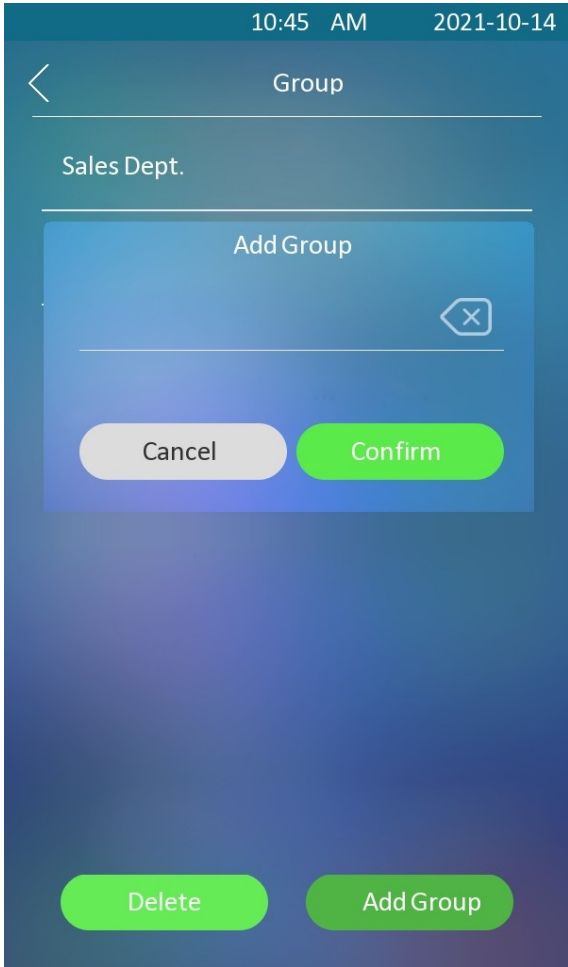 10:45 AM 2021-10-14
Group
Sales Dept.
Add Group
Cancel Confirm
Delete Add Group